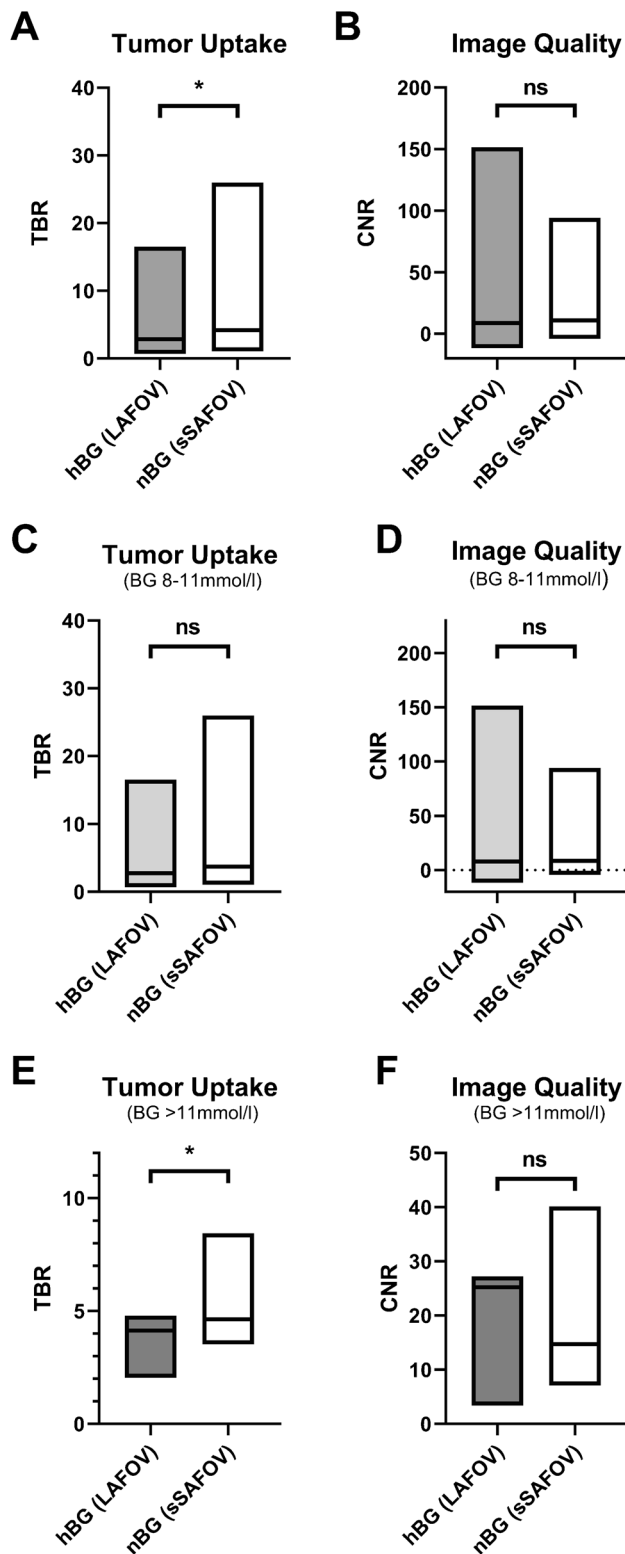 A
Tumor Uptake
TBR
40
30
20
10
0
*
hBG (LAFOV)
nBG (sSAFOV)
B
Image Quality
CNR
200
150
100
50
0
ns
hBG (LAFOV)
nBG (sSAFOV)
C
Tumor Uptake
(BG 8-11mmol/l)
TBR
40
30
20
10
0
ns
hBG (LAFOV)
nBG (sSAFOV)
D
Image Quality
(BG 8-11mmol/l)
CNR
200
150
100
50
0
ns
hBG (LAFOV)
nBG (sSAFOV)
E
Tumor Uptake
(BG >11mmol/l)
TBR
10
5
0
*
hBG (LAFOV)
nBG (sSAFOV)
F
Image Quality
(BG >11mmol/l)
CNR
50
40
30
20
10
0
ns
hBG (LAFOV)
nBG (sSAFOV)